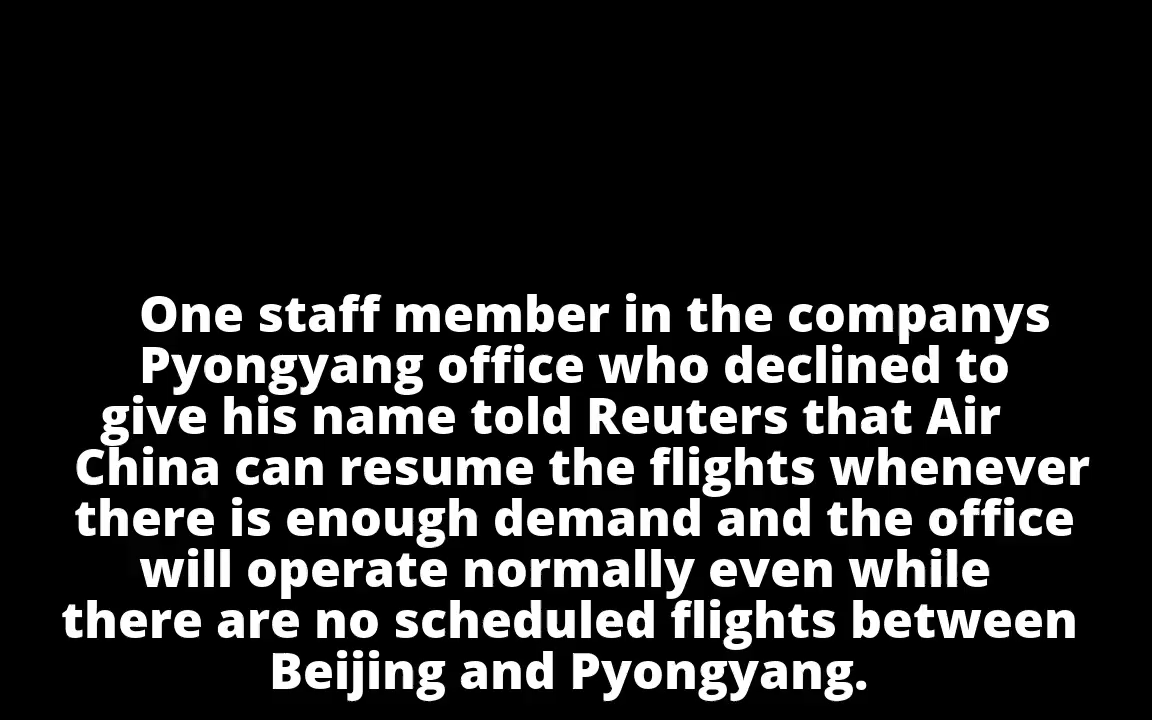 One staff member in the companys
Pyongyang office who declined to
give his name told Reuters that Air
China can resume the flights whenever
there is enough demand and the office
will operate normally even while
there are no scheduled flights between
Beijing and Pyongyang.